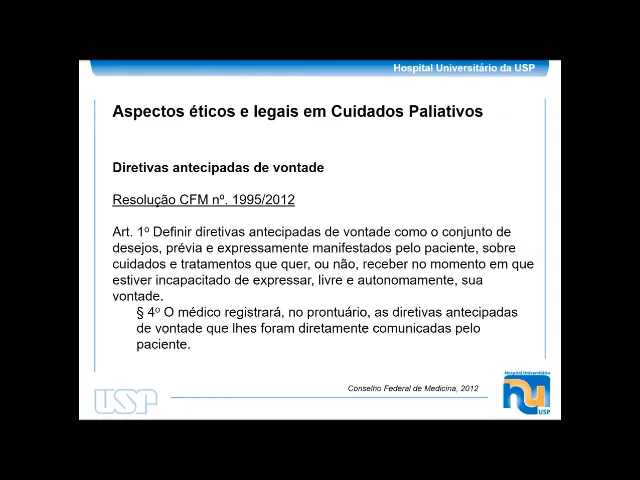 Hospital Universitário da USP
Aspectos éticos e legais em Cuidados Paliativos
Diretivas antecipadas de vontade
Resolução CFM nº. 1995/2012
Art. 1º Definir diretivas antecipadas de vontade como o conjunto de
desejos, prévia e expressamente manifestados pelo paciente, sobre
cuidados e tratamentos que quer, ou não, receber no momento em que
estiver incapacitado de expressar, livre e autonomamente, sua
vontade.
§ 4º O médico registrará, no prontuário, as diretivas antecipadas
de vontade que lhes foram diretamente comunicadas pelo
paciente.
Conselho Federal de Medicina, 2012
USP
Hospital Universitário
hu
USP